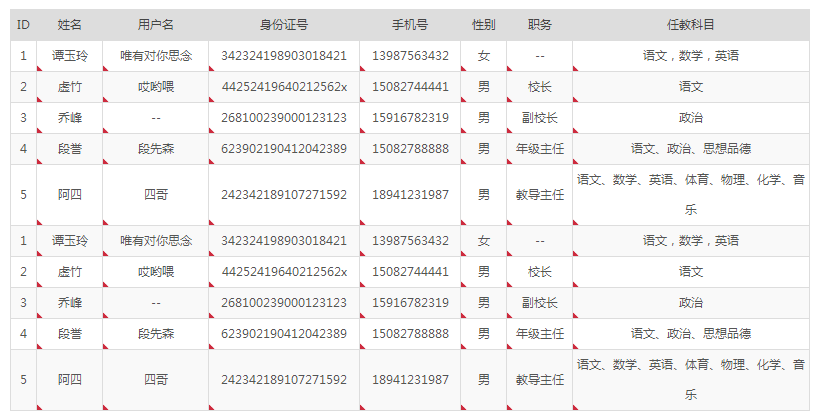 ID 姓名 用户名 身份证号 手机号 性别 职务 任教科目
1 谭玉玲 唯有对你思念 342324198903018421 13987563432 女 -- 语文，数学，英语
2 虚竹 哎哟喂 44252419640212562x 15082744441 男 校长 语文
3 乔峰 -- 268100239000123123 15916782319 男 副校长 政治
4 段誉 段先森 623902190412042389 15082788888 男 年级主任 语文、政治、思想品德
5 阿四 四哥 242342189107271592 18941231987 男 教导主任 语文、数学、英语、体育、物理、化学、音
乐
1 谭玉玲 唯有对你思念 342324198903018421 13987563432 女 -- 语文，数学，英语
2 虚竹 哎哟喂 44252419640212562x 15082744441 男 校长 语文
3 乔峰 -- 268100239000123123 15916782319 男 副校长 政治
4 段誉 段先森 623902190412042389 15082788888 男 年级主任 语文、政治、思想品德
5 阿四 四哥 242342189107271592 18941231987 男 教导主任 语文、数学、英语、体育、物理、化学、音
乐